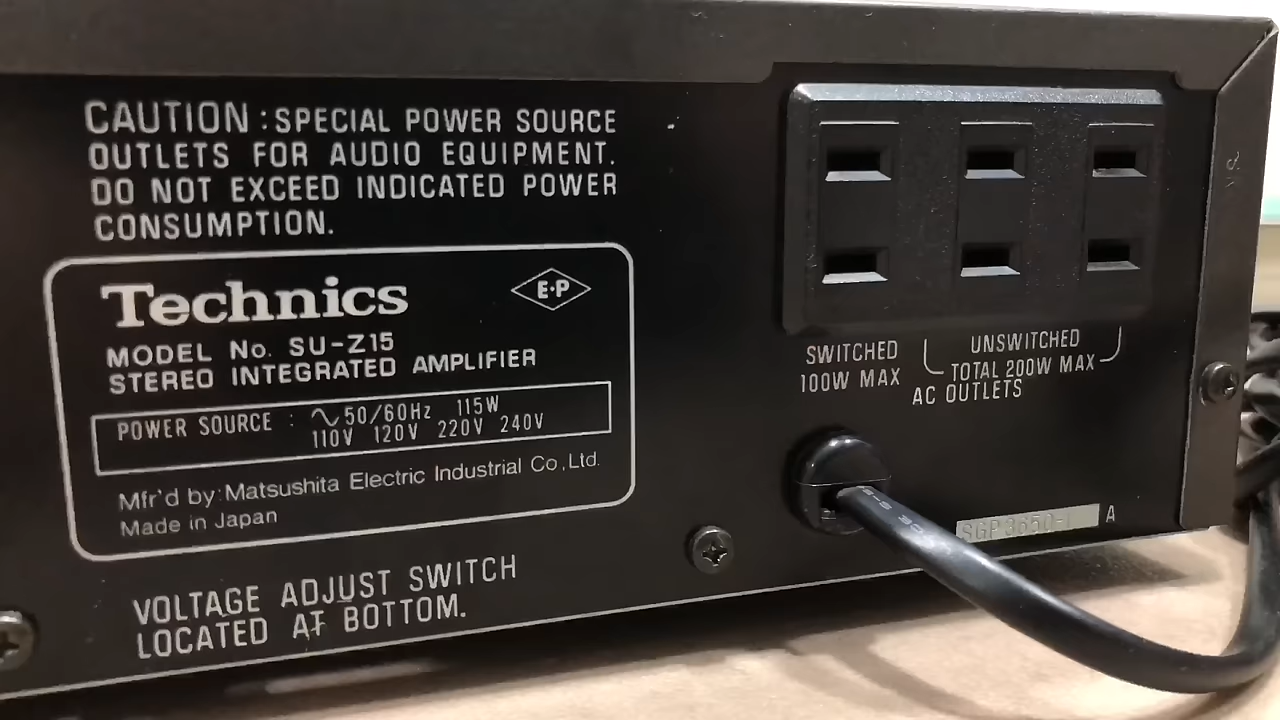 CAUTION : SPECIAL POWER SOURCE
OUTLETS FOR AUDIO EQUIPMENT.
DO NOT EXCEED INDICATED POWER
CONSUMPTION.
Technics
E·P
MODEL No. SU-Z15
STEREO INTEGRATED AMPLIFIER
POWER SOURCE : ∿ 50/60Hz 115W
110V 120V 220V 240V
Mfr'd by: Matsushita Electric Industrial Co., Ltd.
Made in Japan
VOLTAGE ADJUST SWITCH
LOCATED AT BOTTOM.
SWITCHED
100W MAX
UNSWITCHED
TOTAL 200W MAX
AC OUTLETS
A